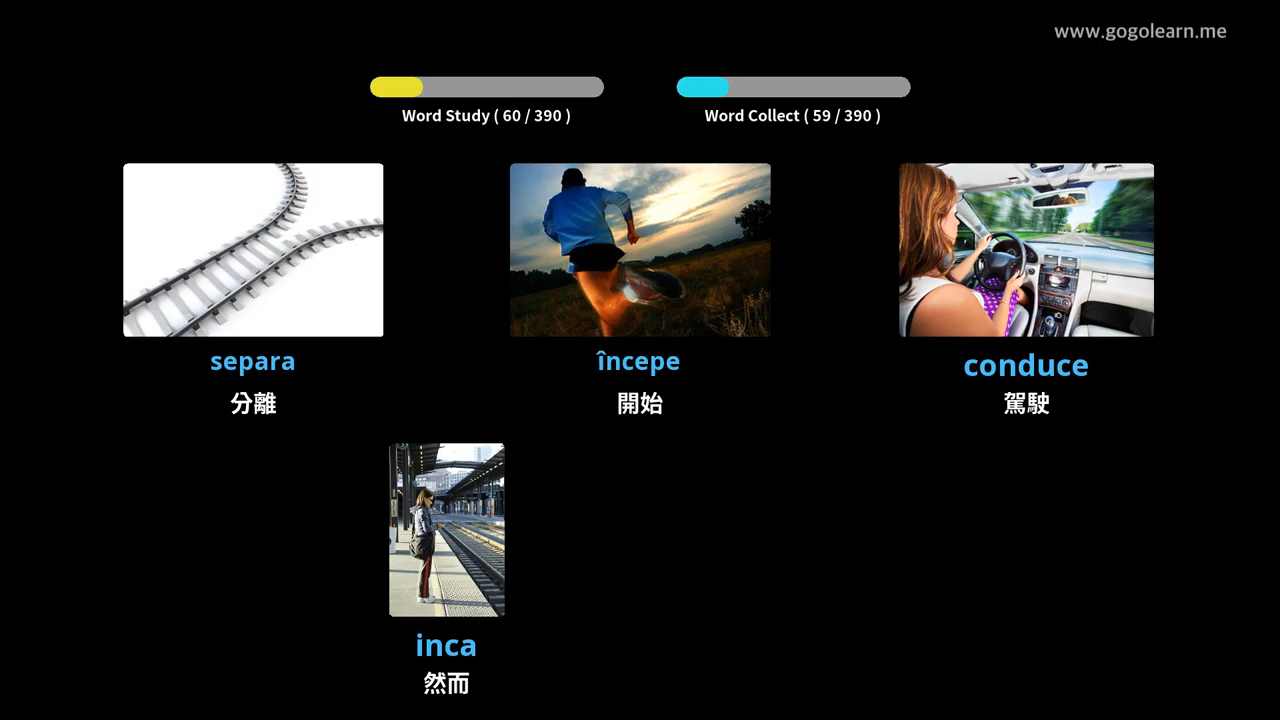 www.gogolearn.me
Word Study ( 60 / 390 )
Word Collect ( 59 / 390 )
separa
分離
începe
開始
conduce
駕駛
inca
然而